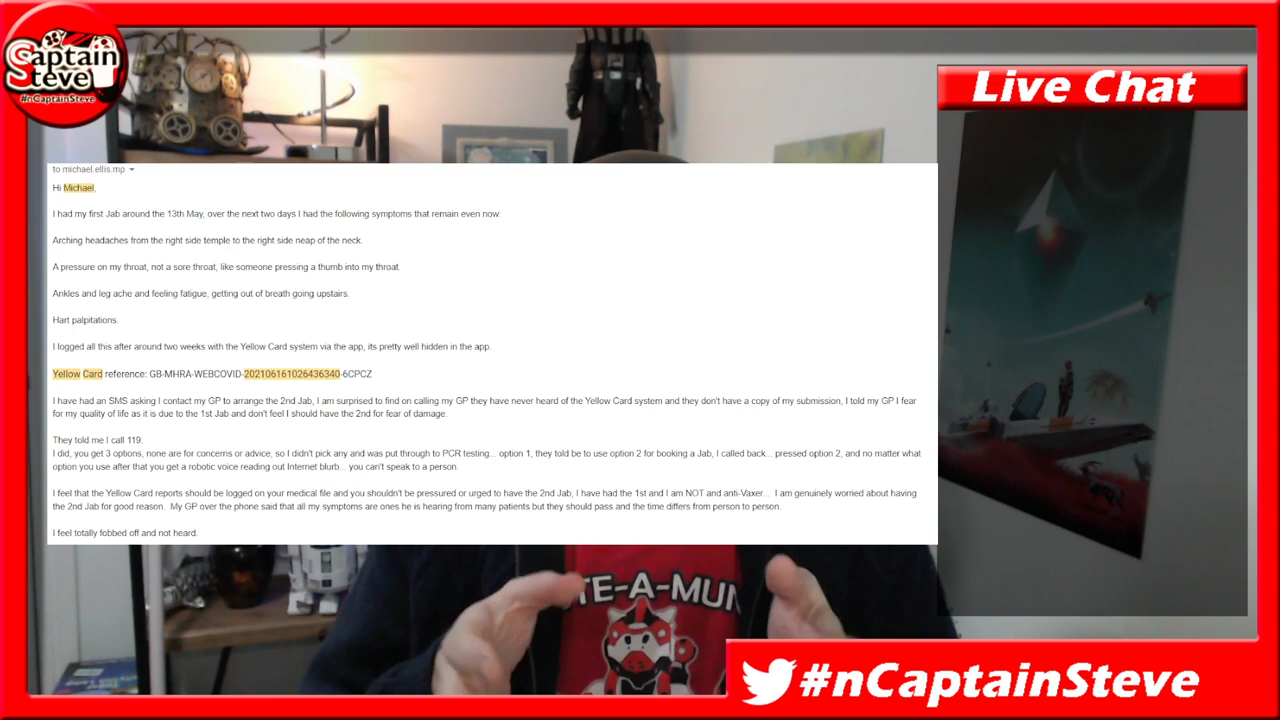 Captain
Steve
#nCaptainSteve
Live Chat
to michael.ellis.mp
Hi Michael,
I had my first Jab around the 13th May, over the next two days I had the following symptoms that remain even now:
Arching headaches from the right side temple to the right side neap of the neck.
A pressure on my throat, not a sore throat, like someone pressing a thumb into my throat.
Ankles and leg ache and feeling fatigue, getting out of breath going upstairs.
Hart palpitations.
I logged all this after around two weeks with the Yellow Card system via the app, its pretty well hidden in the app.
Yellow Card reference: GB-MHRA-WEBCOVID-202106161026436340-6CPCZ
I have had an SMS asking I contact my GP to arrange the 2nd Jab, I am surprised to find on calling my GP they have never heard of the Yellow Card system and they don't have a copy of my submission, I told my GP I fear
for my quality of life as it is due to the 1st Jab and don't feel I should have the 2nd for fear of damage.
They told me I call 119.
I did, you get 3 options, none are for concerns or advice, so I didn't pick any and was put through to PCR testing... option 1, they told be to use option 2 for booking a Jab, I called back... pressed option 2, and no matter what
option you use after that you get a robotic voice reading out Internet blurb... you can't speak to a person.
I feel that the Yellow Card reports should be logged on your medical file and you shouldn't be pressured or urged to have the 2nd Jab, I have had the 1st and I am NOT and anti-Vaxer... I am genuinely worried about having
the 2nd Jab for good reason. My GP over the phone said that all my symptoms are ones he is hearing from many patients but they should pass and the time differs from person to person.
I feel totally fobbed off and not heard.
TE-A-MUN
#nCaptainSteve